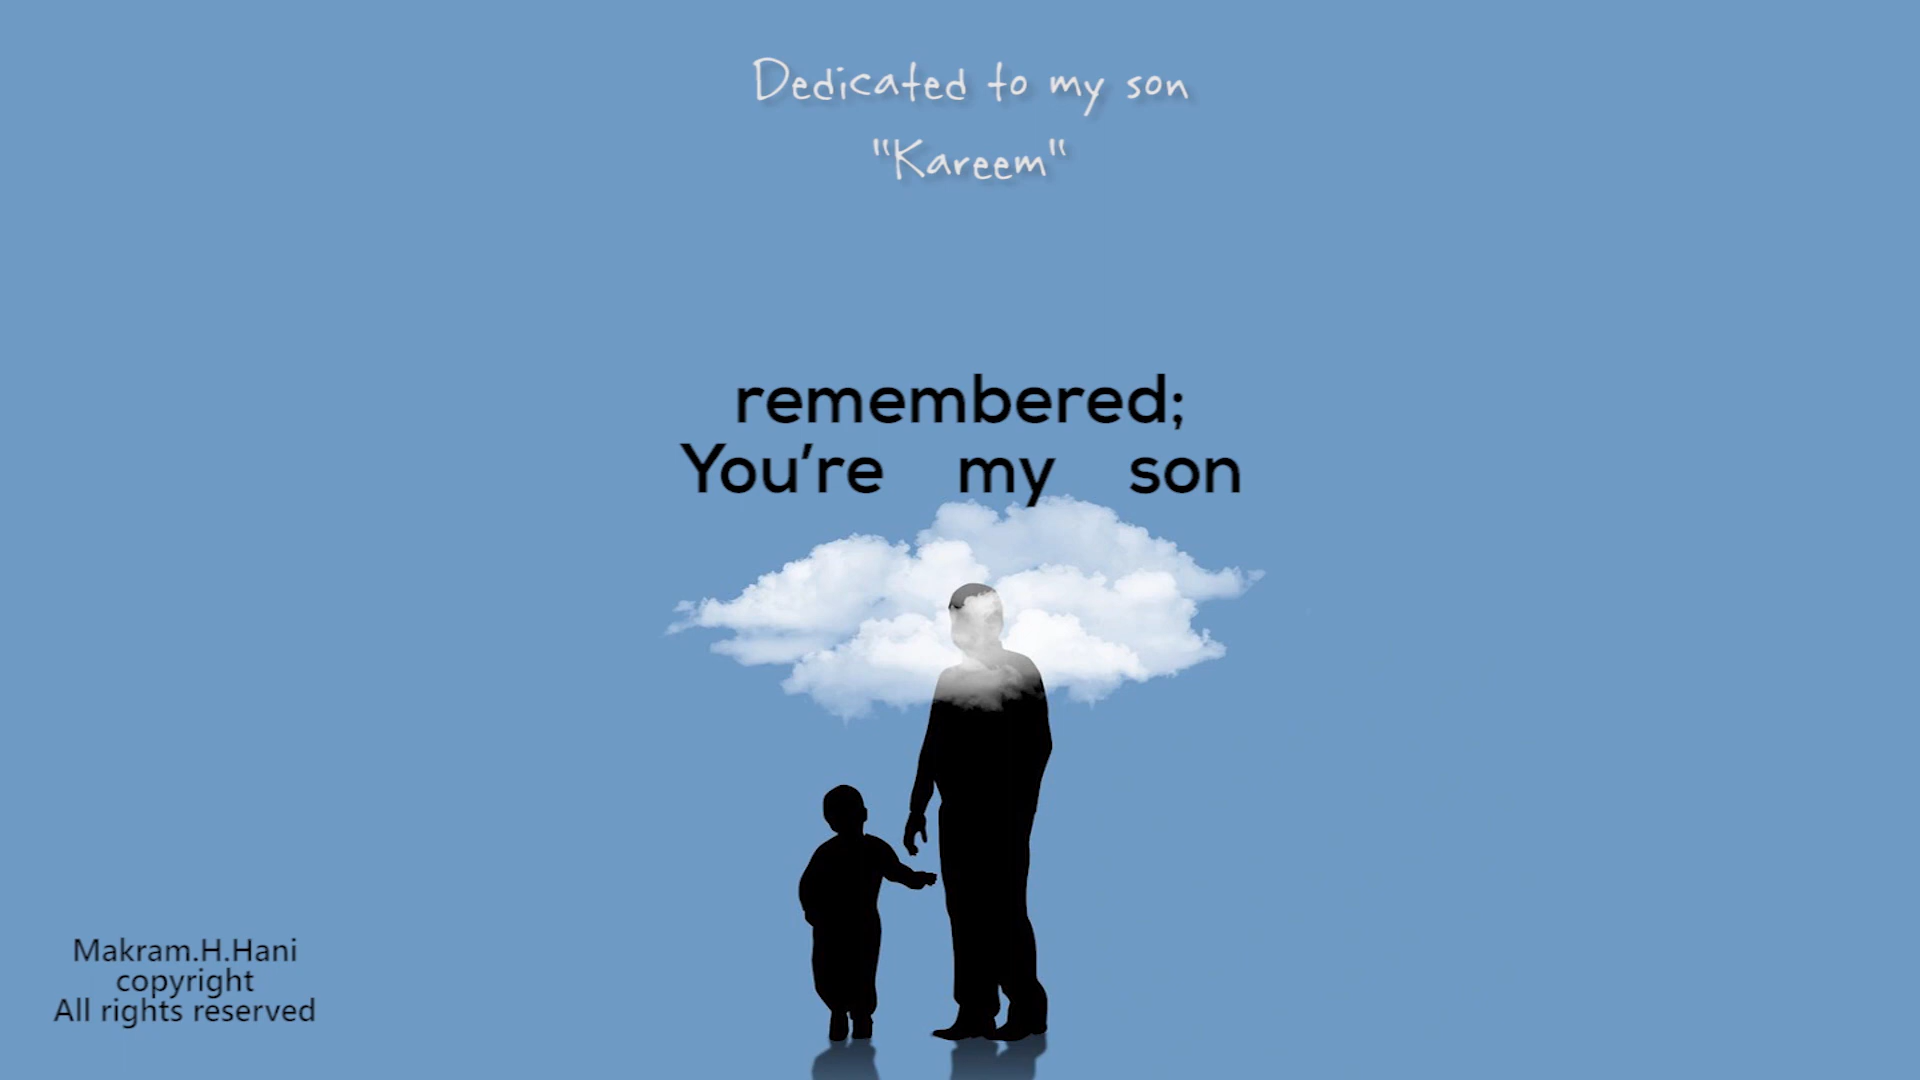 Dedicated to my son
"Kareem"
remembered;
You're my son
Makram.H.Hani
copyright
All rights reserved